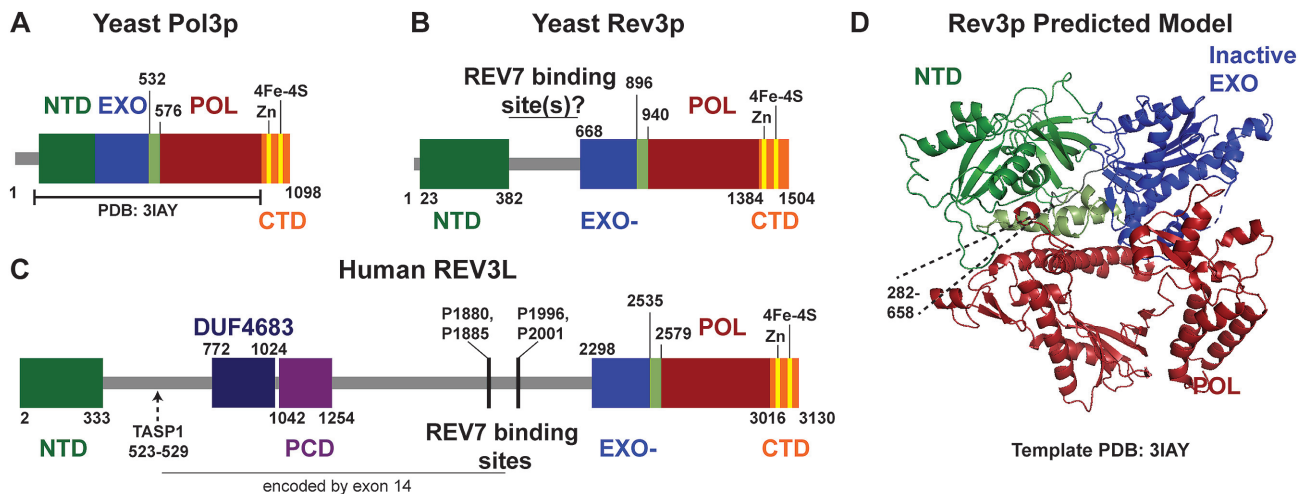 A
Yeast Pol3p
NTD
EXO
532
576
POL
4Fe-4S
Zn
1
1098
PDB: 3IAY
CTD
B
Yeast Rev3p
REV7 binding
site(s)?
668
896
940
POL
4Fe-4S
Zn
1
23
382
1384
1504
NTD
EXO-
CTD
C
Human REV3L
DUF4683
772
1024
P1880,
P1885
P1996,
P2001
2298
2535
2579
POL
4Fe-4S
Zn
2
333
1042
1254
3016
3130
NTD
TASP1
523-529
PCD
REV7 binding
sites
EXO-
CTD
encoded by exon 14
D
Rev3p Predicted Model
NTD
Inactive
EXO
282-
658-
POL
Template PDB: 3IAY